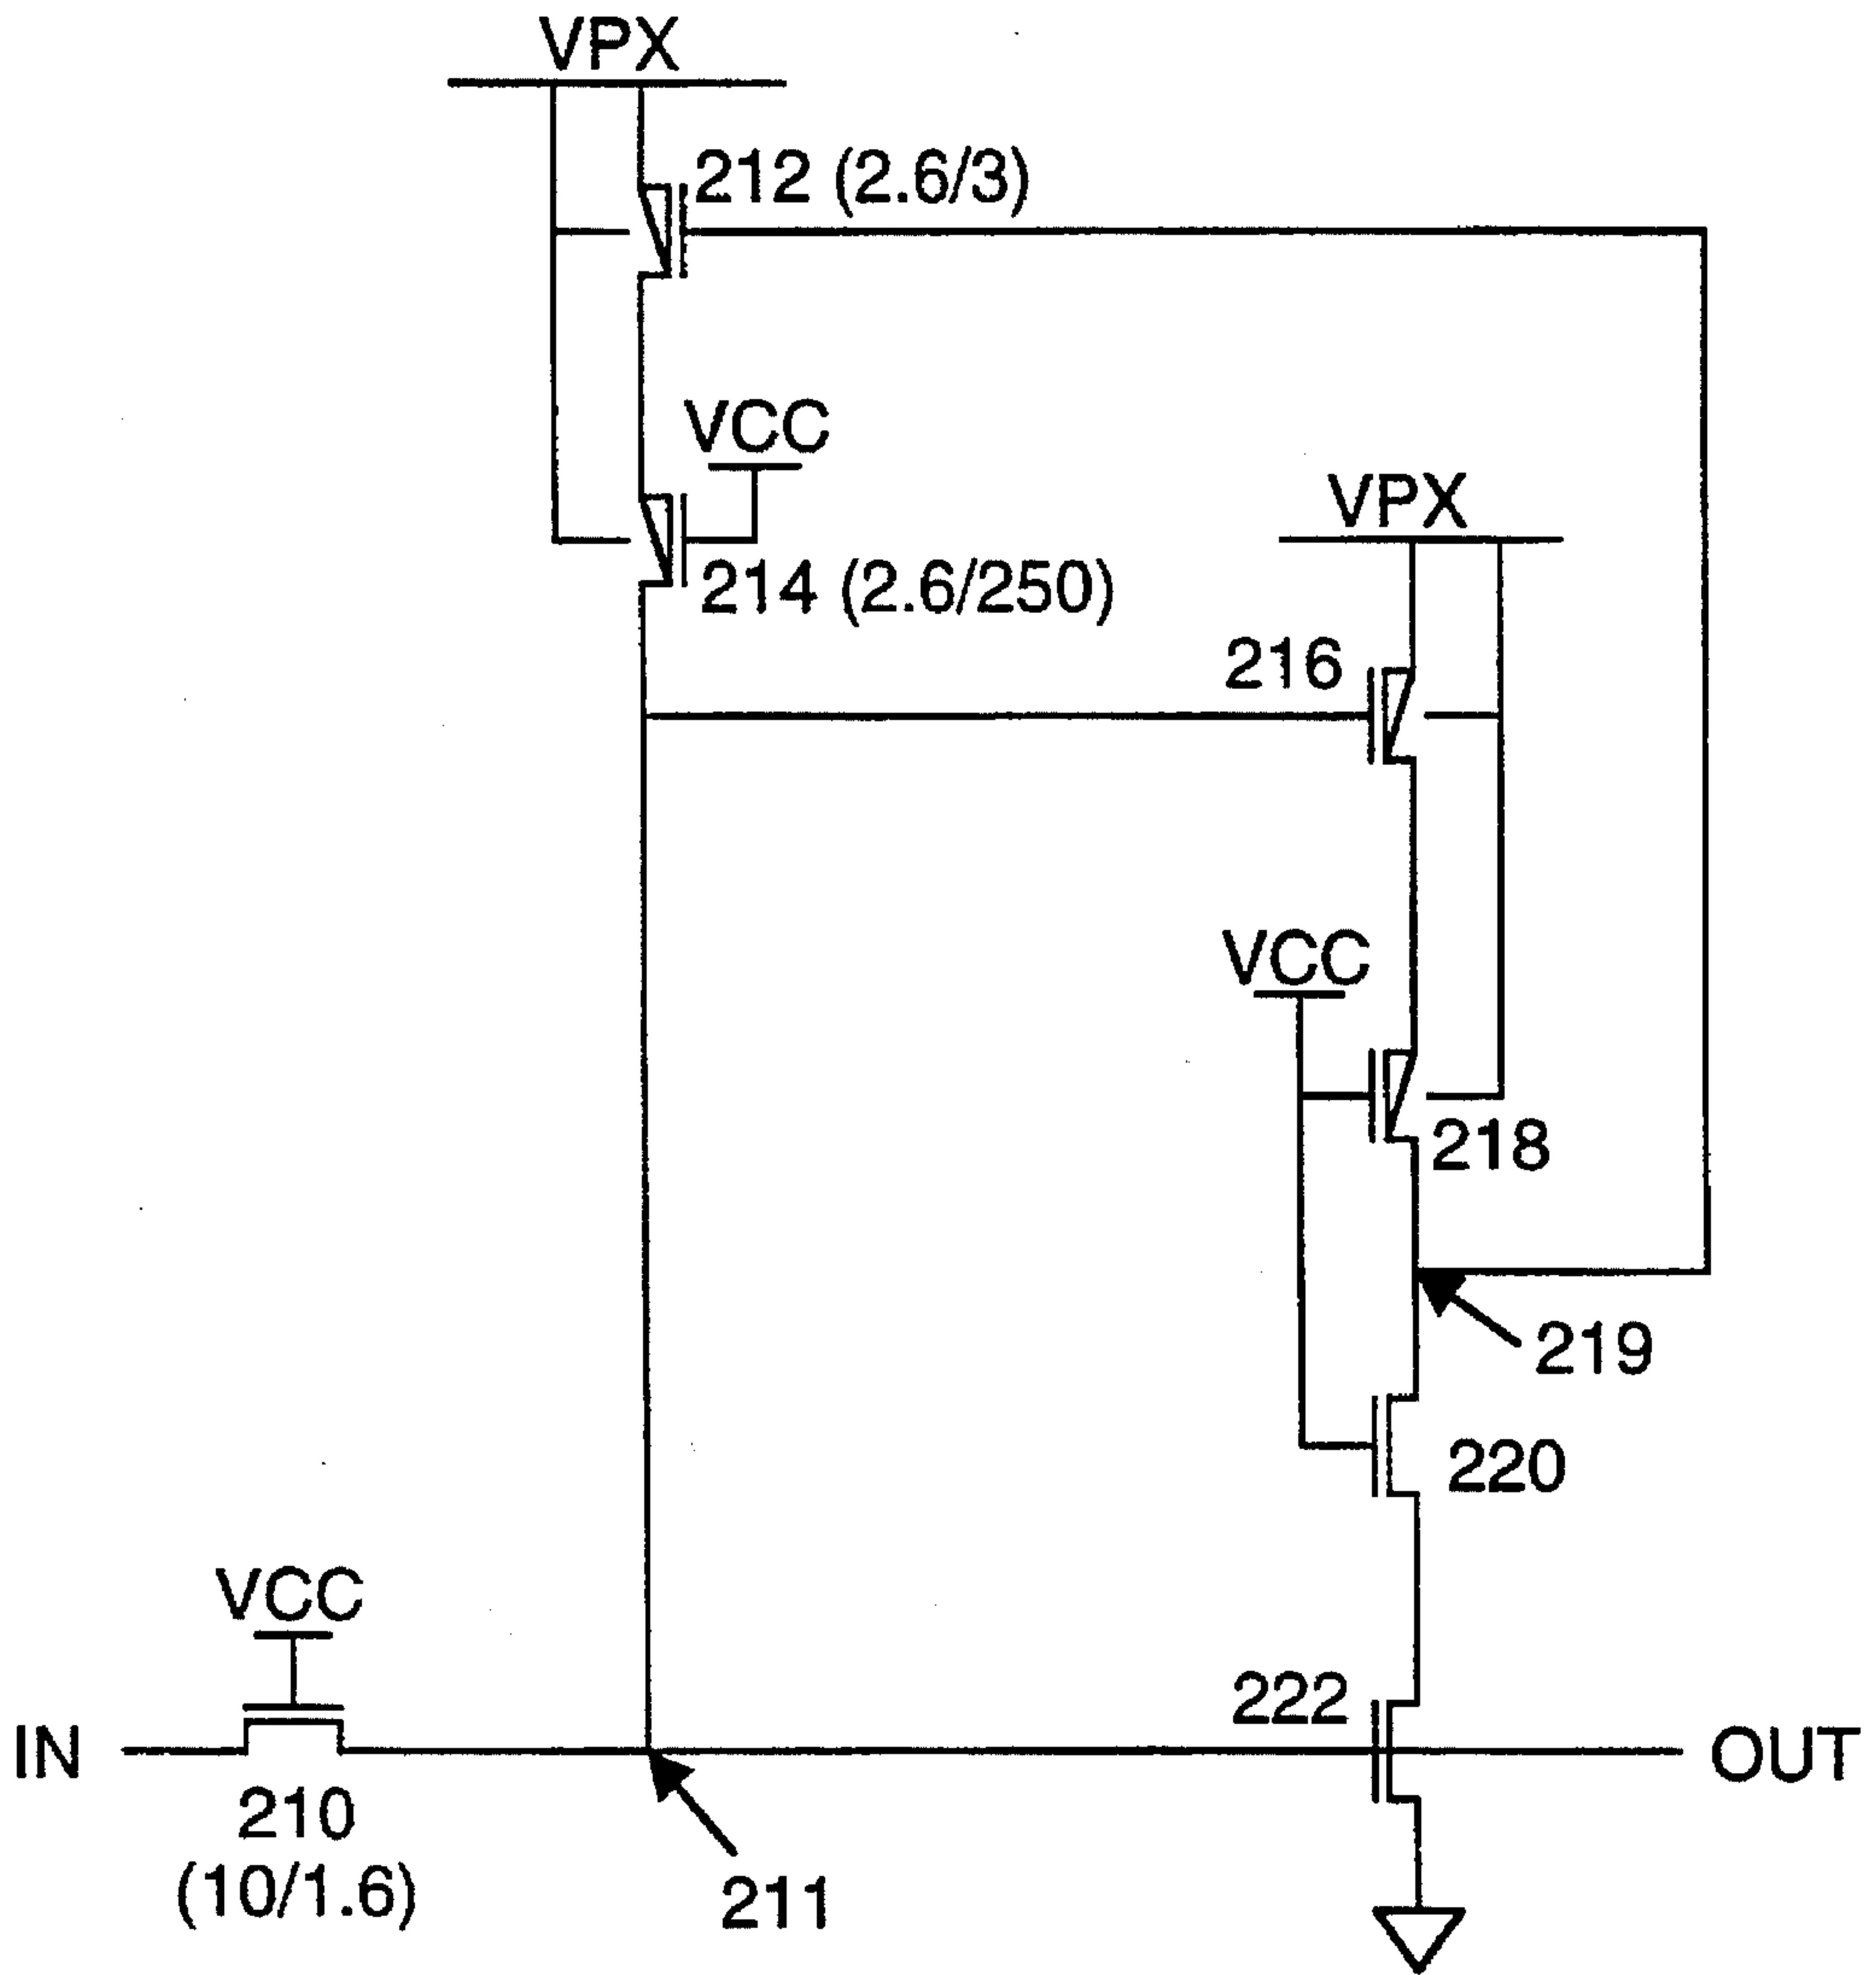 VPX
212 (2.6/3)
VCC
214 (2.6/250)
VPX
216
VCC
218
219
220
VCC
222
IN
OUT
210
(10/1.6)
211